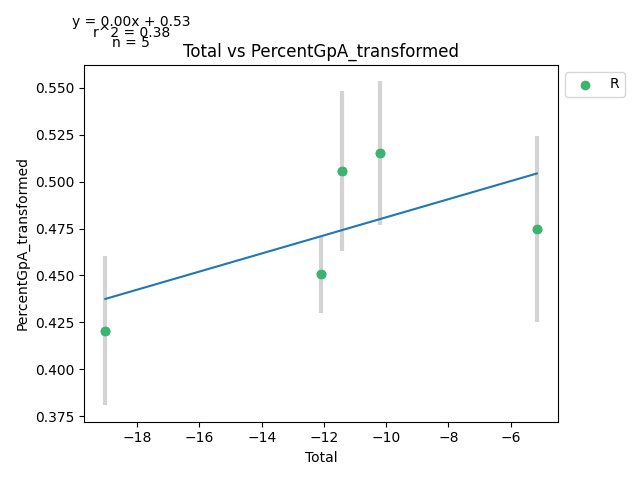 y = 0.00x + 0.53
r^2 = 0.38
n = 5
Total vs PercentGpA_transformed
R
PercentGpA_transformed
0.550
0.525
0.500
0.475
0.450
0.425
0.400
0.375
−18 −16 −14 −12 −10 −8 −6
Total